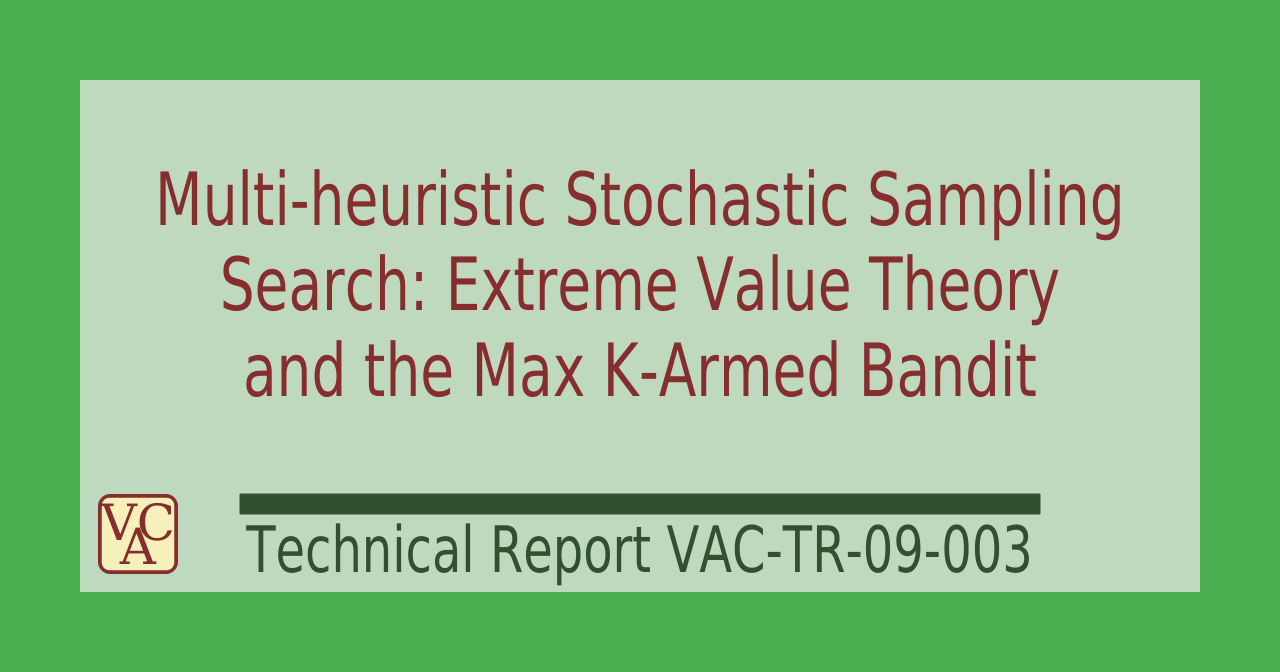 Multi-heuristic Stochastic Sampling
Search: Extreme Value Theory
and the Max K-Armed Bandit
VAC
Technical Report VAC-TR-09-003